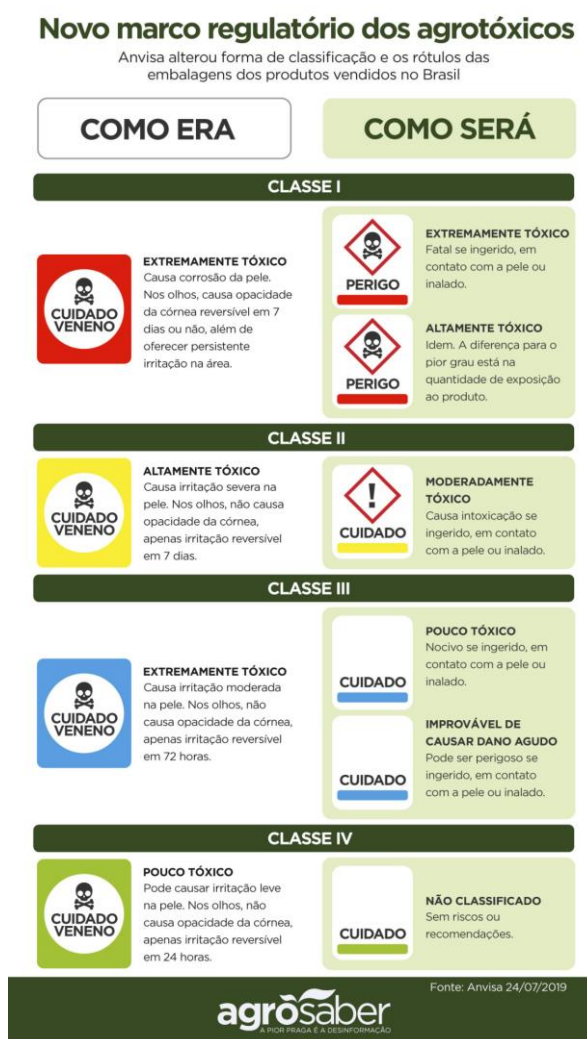 Novo marco regulatório dos agrotóxicos
Anvisa alterou forma de classificação e os rótulos das
embalagens dos produtos vendidos no Brasil
COMO ERA
COMO SERÁ
CLASSE I
CUIDADO
VENENO
EXTREMAMENTE TÓXICO
Causa corrosão da pele.
Nos olhos, causa opacidade
da córnea reversível em 7
dias ou não, além de
oferecer persistente
irritação na área.
PERIGO
EXTREMAMENTE TÓXICO
Fatal se ingerido, em
contato com a pele ou
inalado.
PERIGO
ALTAMENTE TÓXICO
Idem. A diferença para o
pior grau está na
quantidade de exposição
ao produto.
CLASSE II
CUIDADO
VENENO
ALTAMENTE TÓXICO
Causa irritação severa na
pele. Nos olhos, não causa
opacidade da córnea,
apenas irritação reversível
em 7 dias.
!
CUIDADO
MODERADAMENTE
TÓXICO
Causa intoxicação se
ingerido, em contato
com a pele ou inalado.
CLASSE III
CUIDADO
VENENO
EXTREMAMENTE TÓXICO
Causa irritação moderada
na pele. Nos olhos, não
causa opacidade da córnea,
apenas irritação reversível
em 72 horas.
CUIDADO
POUCO TÓXICO
Nocivo se ingerido, em
contato com a pele ou
inalado.
CUIDADO
IMPROVÁVEL DE
CAUSAR DANO AGUDO
Pode ser perigoso se
ingerido, em contato
com a pele ou inalado.
CLASSE IV
CUIDADO
VENENO
POUCO TÓXICO
Pode causar irritação leve
na pele. Nos olhos, não
causa opacidade da córnea,
apenas irritação reversível
em 24 horas.
CUIDADO
NÃO CLASSIFICADO
Sem riscos ou
recomendações.
Fonte: Anvisa 24/07/2019
agrosaber
A PIOR PRAGA É A DESINFORMAÇÃO